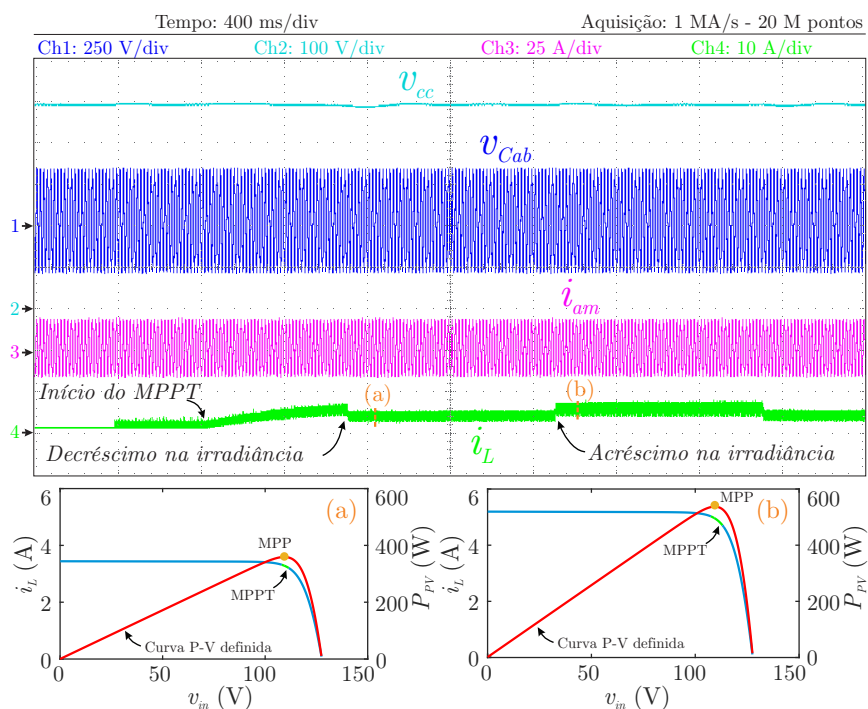 Tempo: 400 ms/div Aquisição: 1 MA/s - 20 M pontos
Ch1: 250 V/div Ch2: 100 V/div Ch3: 25 A/div Ch4: 10 A/div
v_cc
v_Cab
1
2
i_am
3
Início do MPPT (a) (b)
4
Decréscimo na irradiância i_L Acréscimo na irradiância
6 600 6 600
(a) MPP (b)
MPP
4 400 4 400
i_L (A) P_PV (W) i_L (A) P_PV (W)
MPPT MPPT
2 200 2 200
Curva P-V definida Curva P-V definida
0 0 0 0
0 50 100 150 0 50 100 150
v_in (V) v_in (V)